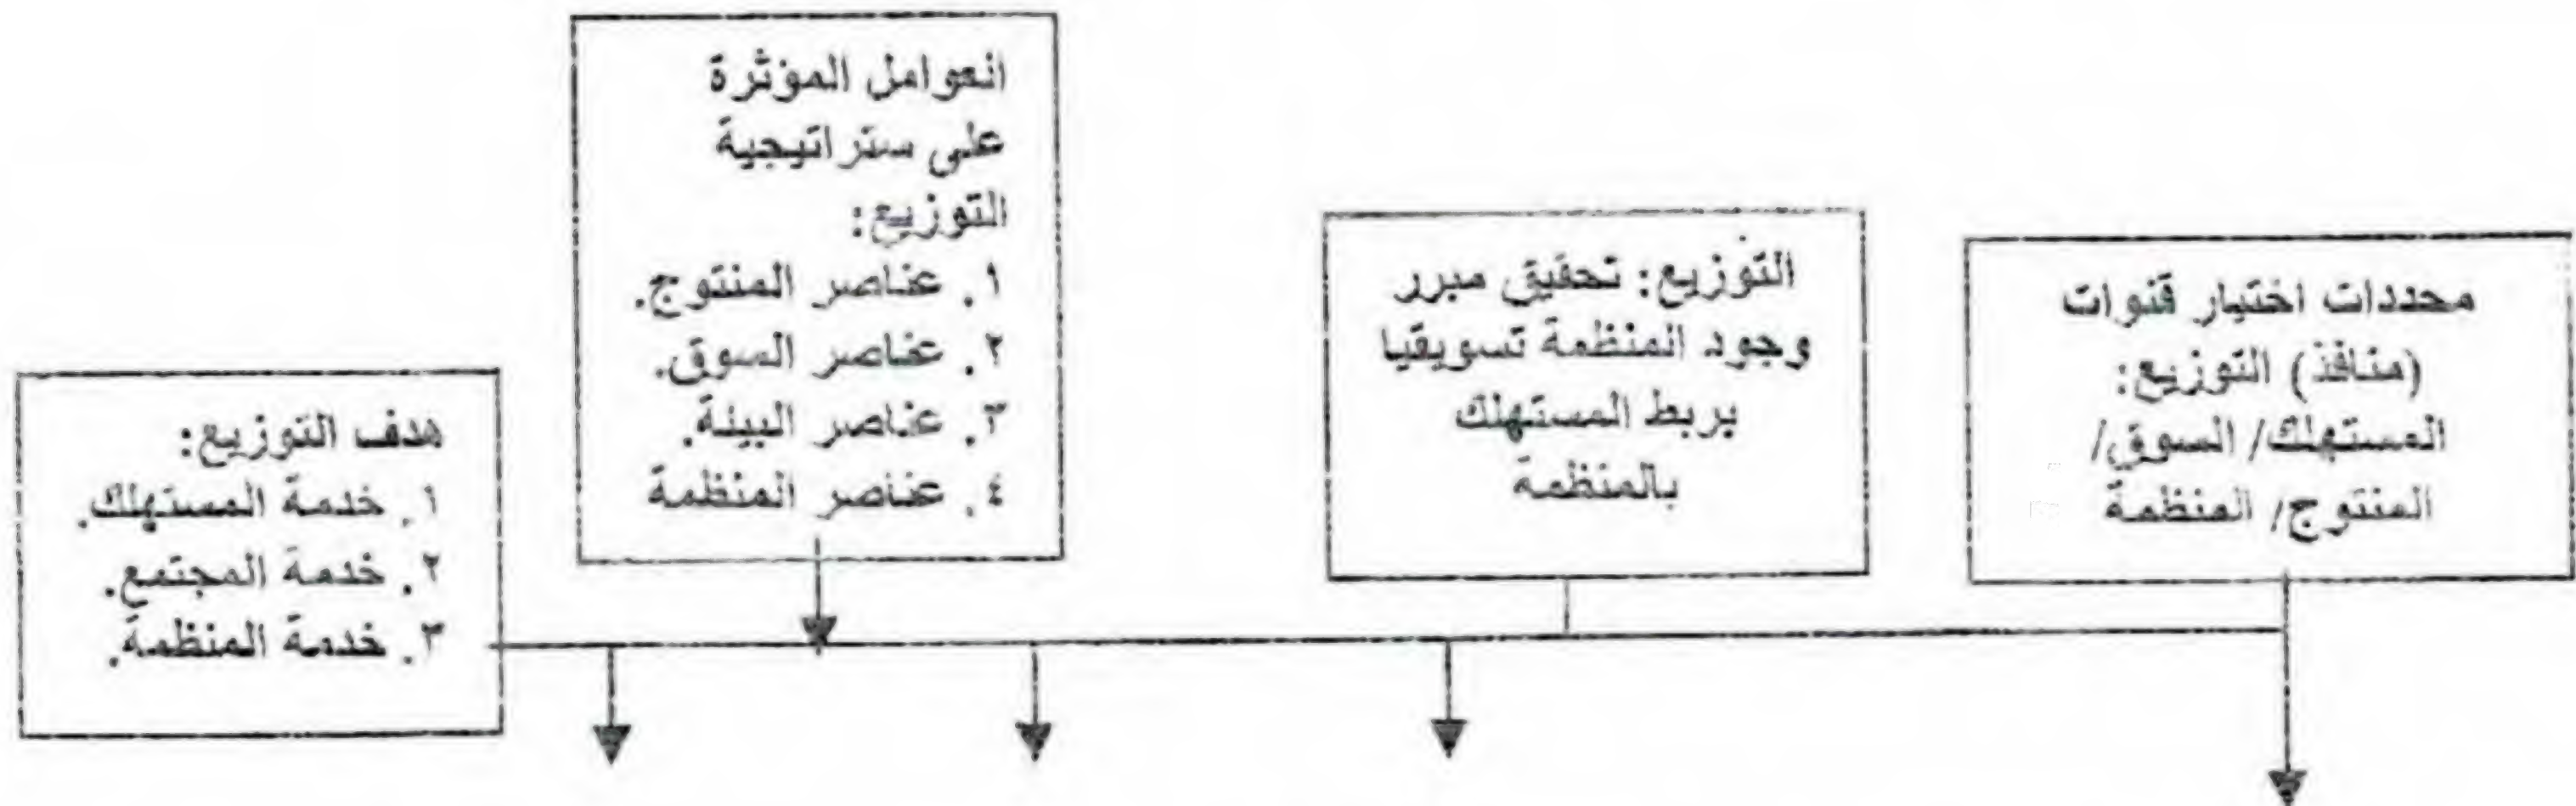 محددات اختيار قنوات
(منافذ) التوزيع:
المستهلك/ السوق/
المنتوج/ المنظمة
التوزيع: تحقيق مبرر
وجود المنظمة تسويقيا
بربط المستهلك
بالمنظمة
العوامل المؤثرة
على ستراتيجية
التوزيع:
١. عناصر المنتوج.
٢. عناصر السوق.
٣. عناصر البيئة.
٤. عناصر المنظمة
هدف التوزيع:
١. خدمة المستهلك.
٢. خدمة المجتمع.
٣. خدمة المنظمة.